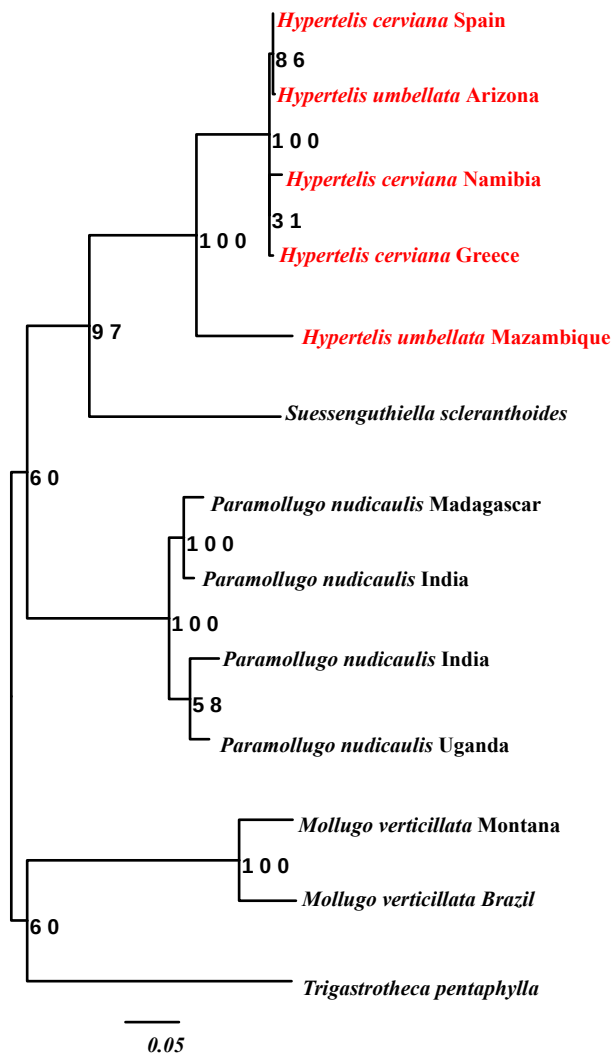 Hypertelis cerviana Spain
86
Hypertelis umbellata Arizona
100
Hypertelis cerviana Namibia
31
100
Hypertelis cerviana Greece
97
Hypertelis umbellata Mazambique
Suessenguthiella scleranthoides
60
Paramollugo nudicaulis Madagascar
100
Paramollugo nudicaulis India
100
Paramollugo nudicaulis India
58
Paramollugo nudicaulis Uganda
Mollugo verticillata Montana
100
Mollugo verticillata Brazil
60
Trigastrotheca pentaphylla
0.05